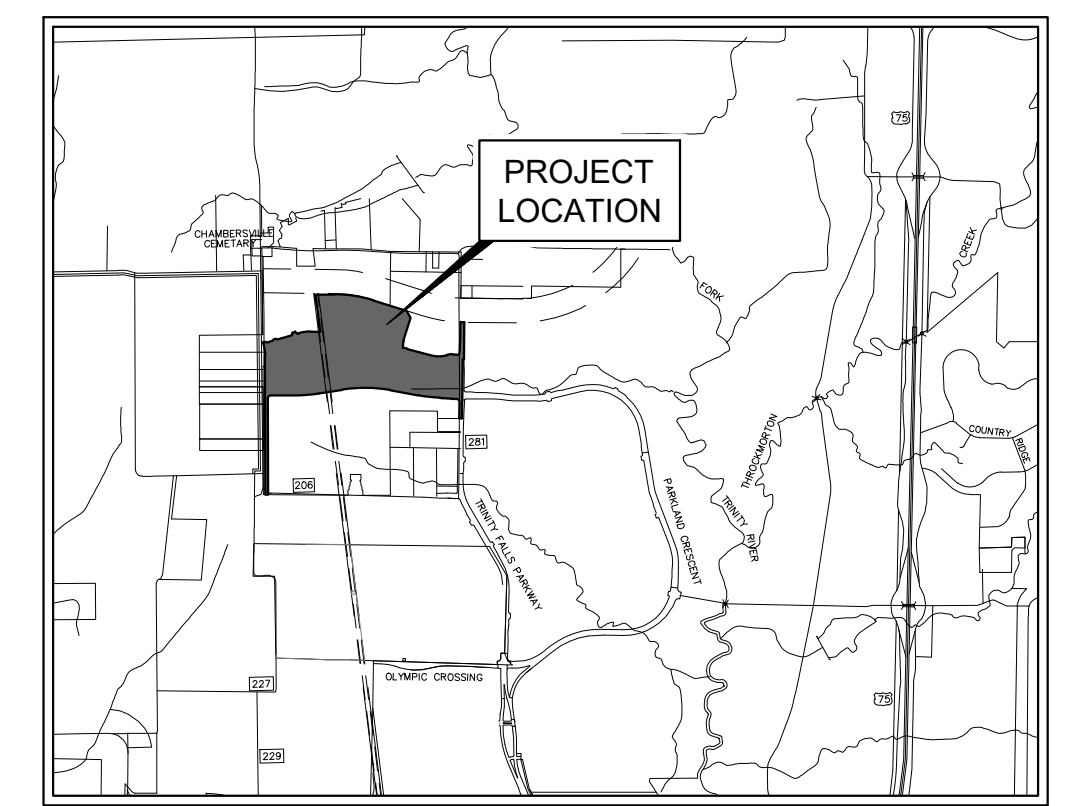 75
PROJECT
LOCATION
CHAMBERSVILLE
CEMETARY
CREEK
FORK
281
COUNTRY
RIDGE
THROCKMORTON
206
PARKLAND CRESCENT
TRINITY RIVER
TRINITY FALLS PARKWAY
OLYMPIC CROSSING
227
75
229